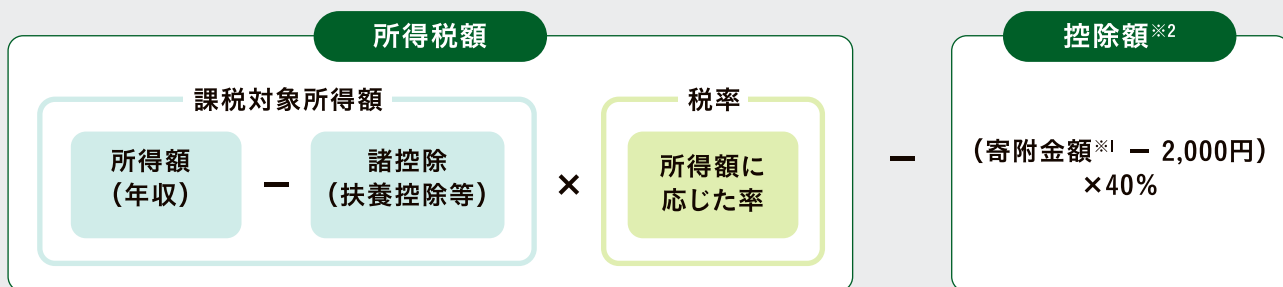 所得税額
課税対象所得額
所得額
（年収）
−
諸控除
（扶養控除等）
×
税率
所得額に
応じた率
−
控除額※2
（寄附金額※1 − 2,000円）
×40%